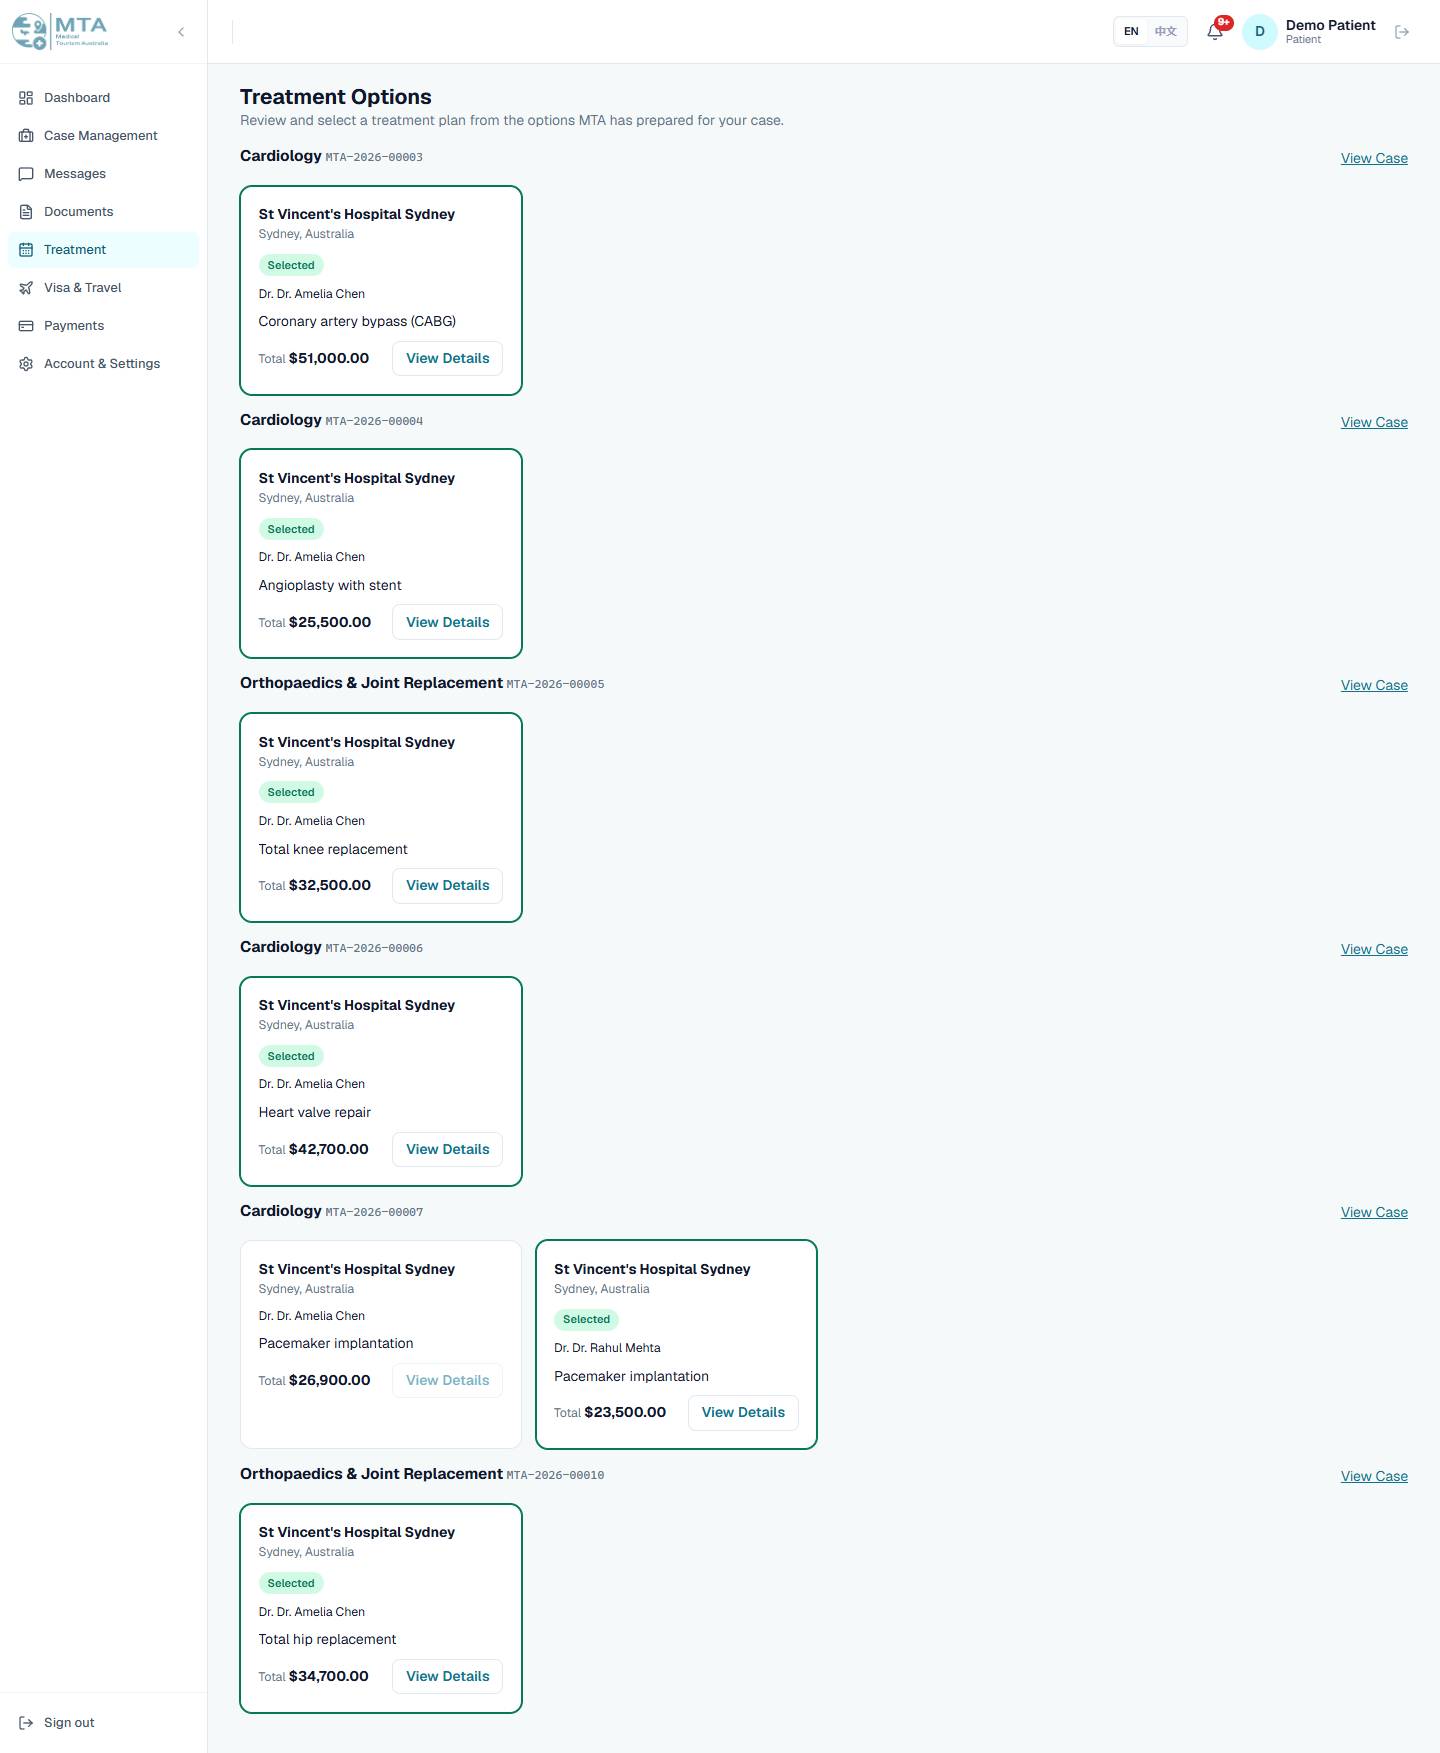 MTA
Medical
Tourism Australia
EN
中文
9+
D
Demo Patient
Patient
Dashboard
Case Management
Messages
Documents
Treatment
Visa & Travel
Payments
Account & Settings
Sign out
Treatment Options
Review and select a treatment plan from the options MTA has prepared for your case.
Cardiology MTA-2026-00003
View Case
St Vincent's Hospital Sydney
Sydney, Australia
Selected
Dr. Dr. Amelia Chen
Coronary artery bypass (CABG)
Total $51,000.00
View Details
Cardiology MTA-2026-00004
View Case
St Vincent's Hospital Sydney
Sydney, Australia
Selected
Dr. Dr. Amelia Chen
Angioplasty with stent
Total $25,500.00
View Details
Orthopaedics & Joint Replacement MTA-2026-00005
View Case
St Vincent's Hospital Sydney
Sydney, Australia
Selected
Dr. Dr. Amelia Chen
Total knee replacement
Total $32,500.00
View Details
Cardiology MTA-2026-00006
View Case
St Vincent's Hospital Sydney
Sydney, Australia
Selected
Dr. Dr. Amelia Chen
Heart valve repair
Total $42,700.00
View Details
Cardiology MTA-2026-00007
View Case
St Vincent's Hospital Sydney
Sydney, Australia
Dr. Dr. Amelia Chen
Pacemaker implantation
Total $26,900.00
View Details
St Vincent's Hospital Sydney
Sydney, Australia
Selected
Dr. Dr. Rahul Mehta
Pacemaker implantation
Total $23,500.00
View Details
Orthopaedics & Joint Replacement MTA-2026-00010
View Case
St Vincent's Hospital Sydney
Sydney, Australia
Selected
Dr. Dr. Amelia Chen
Total hip replacement
Total $34,700.00
View Details